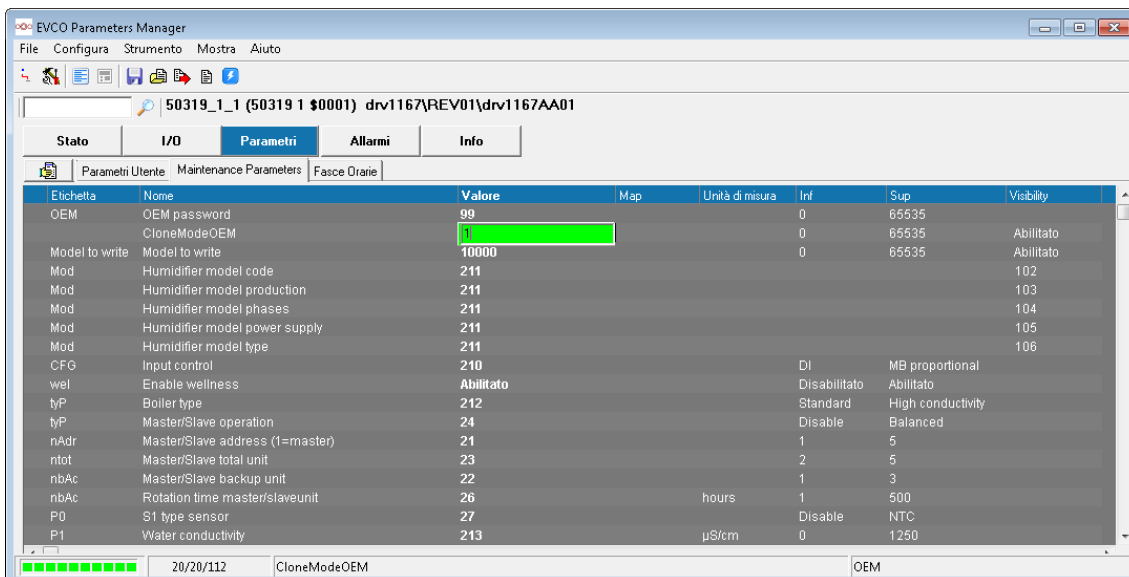 EVCO Parameters Manager
File Configura Strumento Mostra Aiuto
50319_1_1 (50319 1 $0001) drv1167\REV01\drv1167AA01
Stato I/O Parametri Allarmi Info
Parametri Utente Maintenance Parameters Fasce Orarie
Etichetta Nome Valore Map Unità di misura Inf Sup Visibility
OEM OEM password 99 0 65535
CloneModeOEM 1 0 65535 Abilitato
Model to write Model to write 10000 0 65535 Abilitato
Mod Humidifier model code 211 102
Mod Humidifier model production 211 103
Mod Humidifier model phases 211 104
Mod Humidifier model power supply 211 105
Mod Humidifier model type 211 106
CFG Input control 210 DI MB proportional
wel Enable wellness Abilitato Disabilitato Abilitato
tyP Boiler type 212 Standard High conductivity
tyP Master/Slave operation 24 Disable Balanced
nAdr Master/Slave address (1=master) 21 1 5
ntot Master/Slave total unit 23 2 5
nbAc Master/Slave backup unit 22 1 3
nbAc Rotation time master/slaveunit 26 hours 1 500
P0 S1 type sensor 27 Disable NTC
P1 Water conductivity 213 µS/cm 0 1250
20/20/112 CloneModeOEM OEM